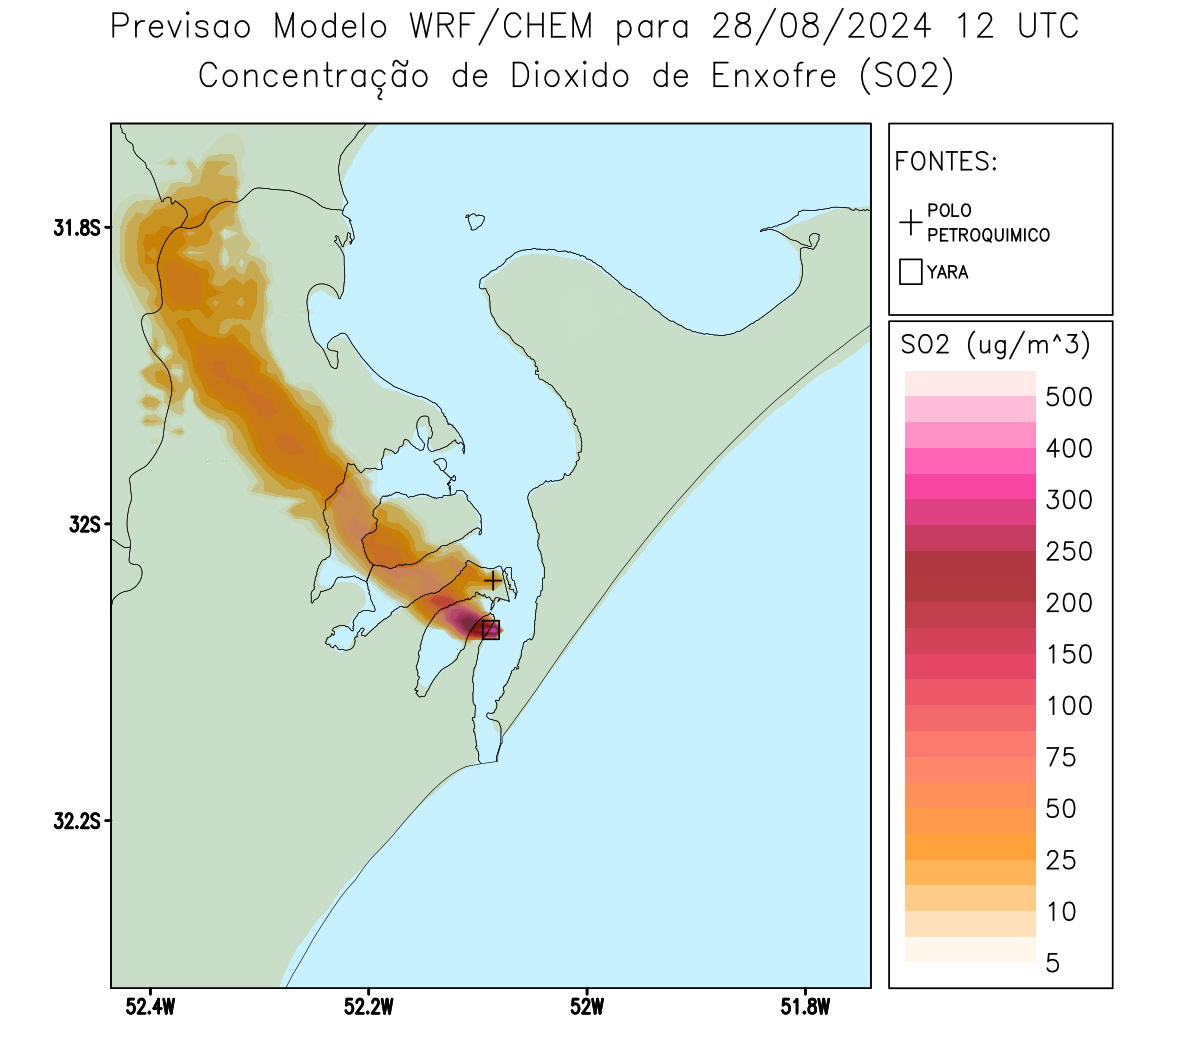 Previsao Modelo WRF/CHEM para 28/08/2024 12 UTC
Concentração de Dioxido de Enxofre (SO2)
FONTES:
POLO
PETROQUIMICO
YARA
SO2 (ug/m^3)
500
400
300
250
200
150
100
75
50
25
10
5
31.8S
32S
32.2S
52.4W
52.2W
52W
51.8W